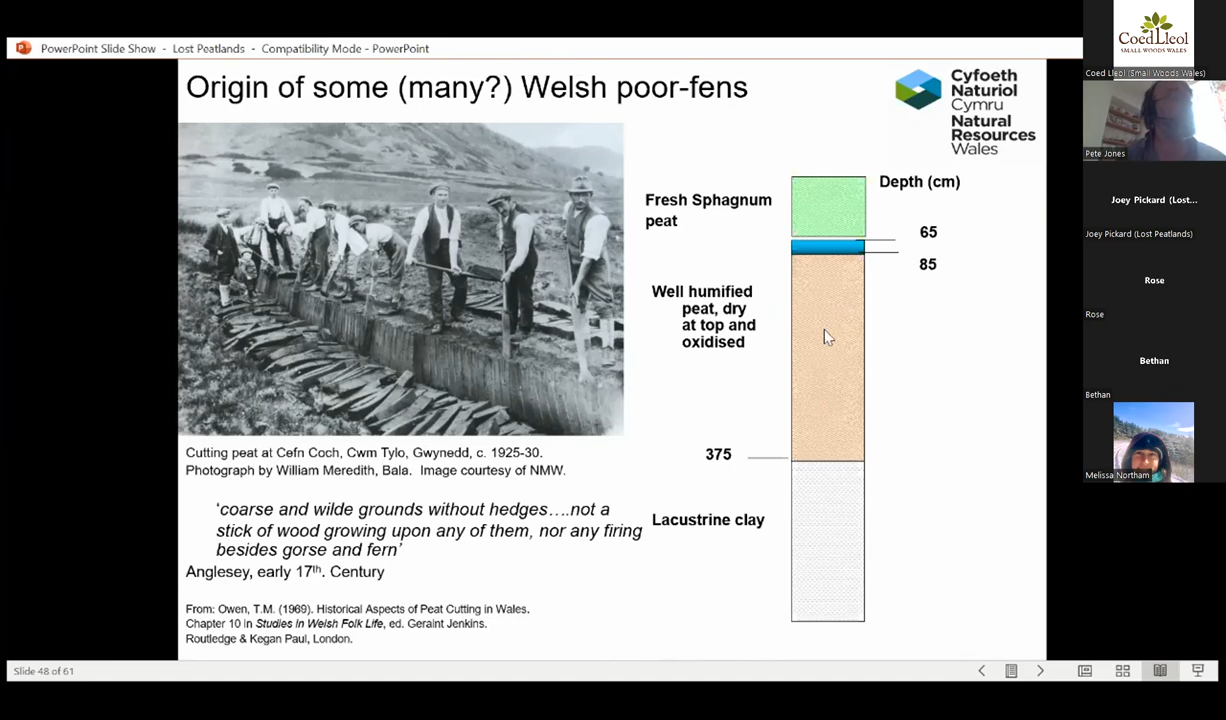 PowerPoint Slide Show - Lost Peatlands - Compatibility Mode - PowerPoint
Origin of some (many?) Welsh poor-fens
Cyfoeth
Naturiol
Cymru
Natural
Resources
Wales
Depth (cm)
Fresh Sphagnum
peat
65
85
Well humified
peat, dry
at top and
oxidised
375
Lacustrine clay
Cutting peat at Cefn Coch, Cwm Tylo, Gwynedd, c. 1925-30.
Photograph by William Meredith, Bala. Image courtesy of NMW.
'coarse and wilde grounds without hedges....not a
stick of wood growing upon any of them, nor any firing
besides gorse and fern'
Anglesey, early 17th. Century
From: Owen, T.M. (1969). Historical Aspects of Peat Cutting in Wales.
Chapter 10 in Studies in Welsh Folk Life, ed. Geraint Jenkins.
Routledge & Kegan Paul, London.
Slide 48 of 61
Coed Lleol
SMALL WOODS WALES
Coed Lleol (Small Woods Wales)
Pete Jones
Joey Pickard (Lost...
Joey Pickard (Lost Peatlands)
Rose
Rose
Bethan
Bethan
Melissa Northam